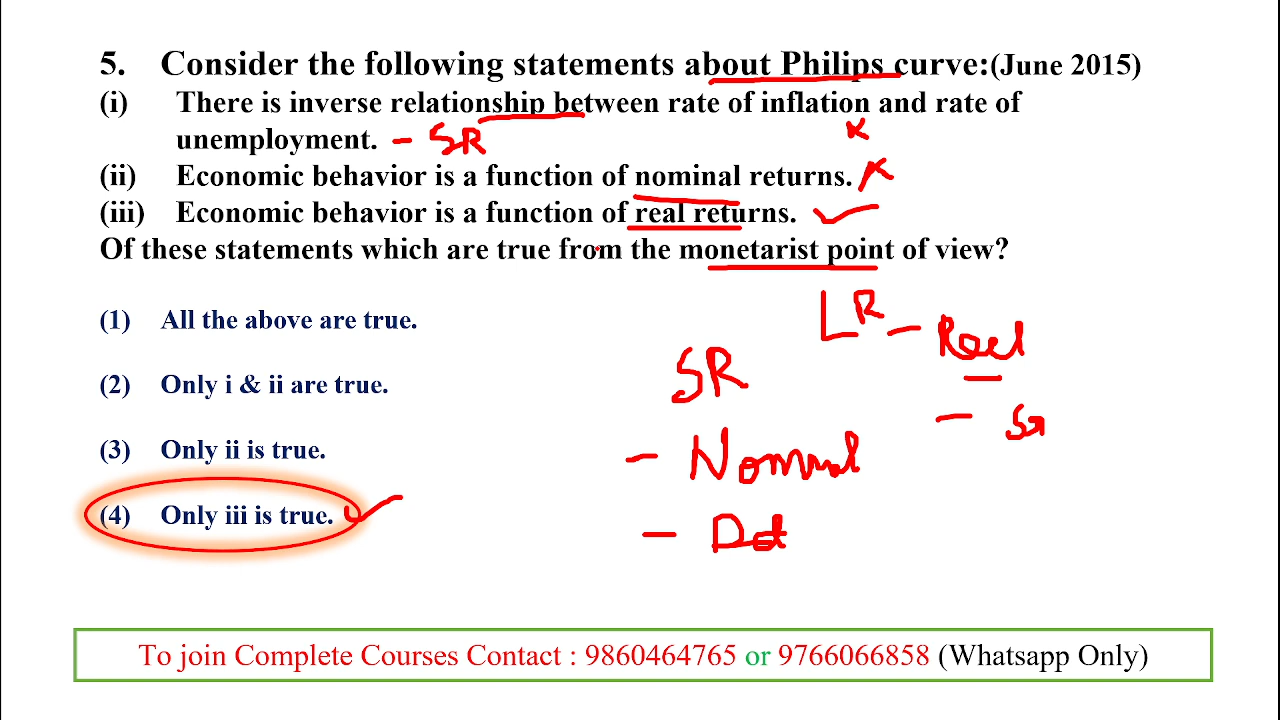 5. Consider the following statements about Philips curve:(June 2015)
(i) There is inverse relationship between rate of inflation and rate of
unemployment. - SR
(ii) Economic behavior is a function of nominal returns.
(iii) Economic behavior is a function of real returns.
Of these statements which are true from the monetarist point of view?
(1) All the above are true.
LR - Real
SR
(2) Only i & ii are true.
(3) Only ii is true.
- Nominal
(4) Only iii is true.
To join Complete Courses Contact : 9860464765 or 9766066858 (Whatsapp Only)